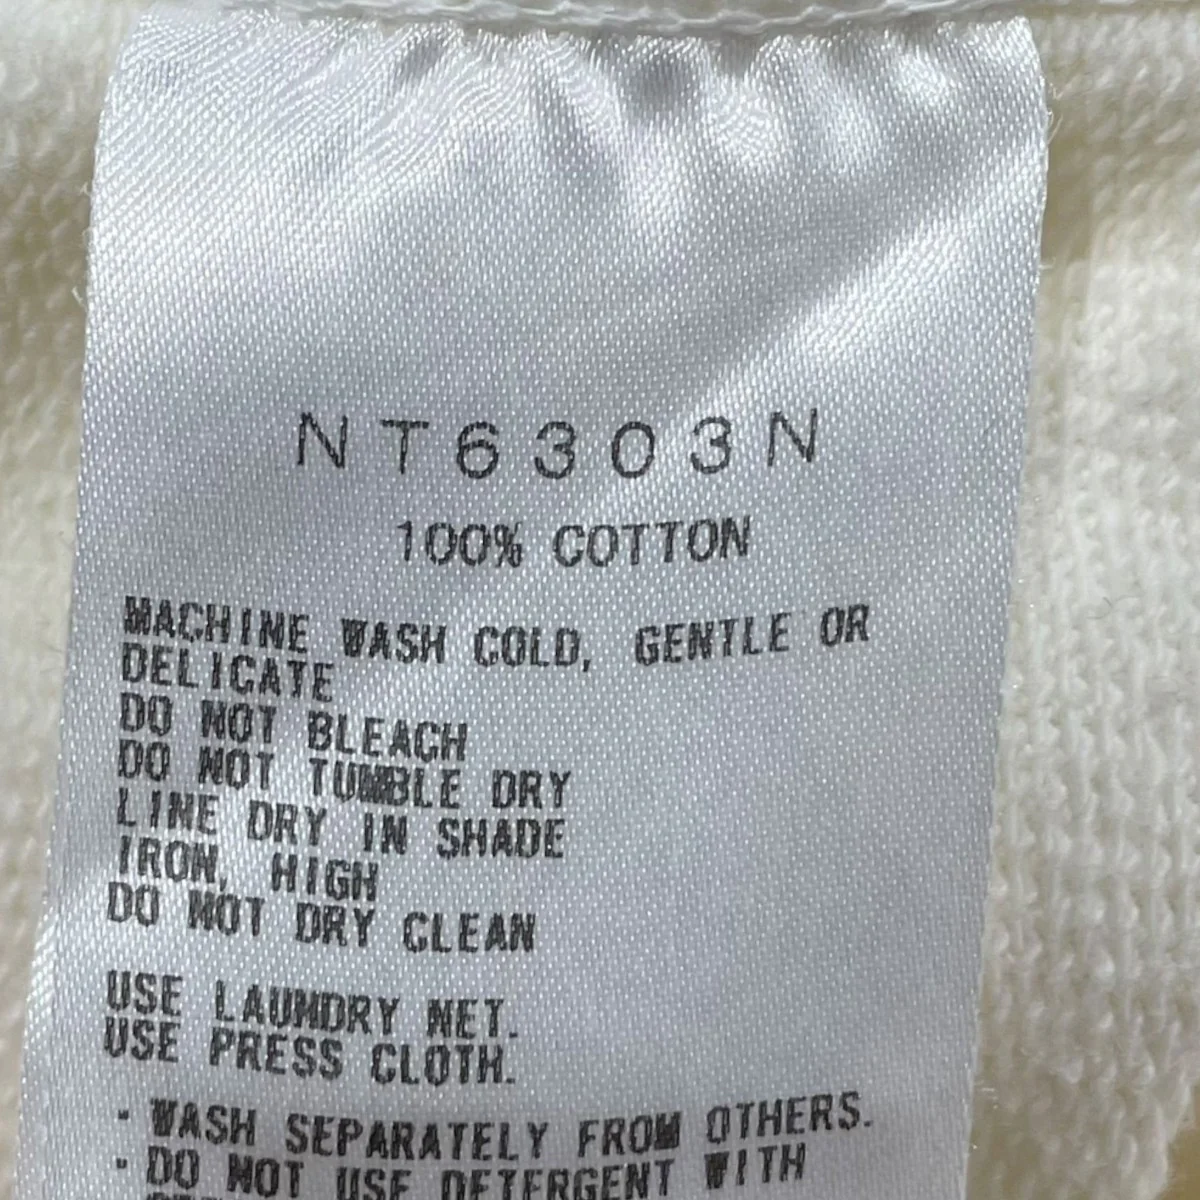 NT6303N
100% COTTON
MACHINE WASH COLD, GENTLE OR
DELICATE
DO NOT BLEACH
DO NOT TUMBLE DRY
LINE DRY IN SHADE
IRON, HIGH
DO NOT DRY CLEAN
USE LAUNDRY NET.
USE PRESS CLOTH.
· WASH SEPARATELY FROM OTHERS.
· DO NOT USE DETERGENT WITH